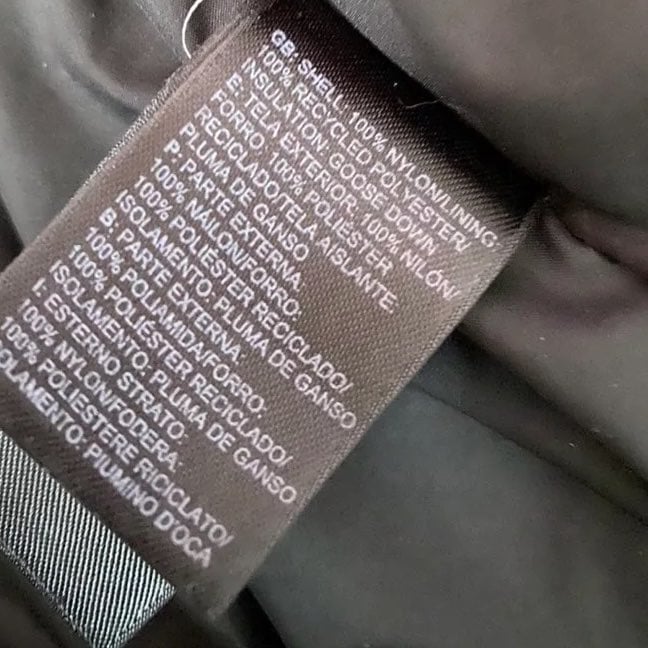 GB: SHELL: 100% NYLON/LINING:
100% RECYCLED POLYESTER/
INSULATION: GOOSE DOWN
E: TELA EXTERIOR: 100% NILÓN/
FORRO: 100% POLIÉSTER
RECICLADO/TELA AISLANTE:
PLUMA DE GANSO
P: PARTE EXTERNA:
100% NÁILON/FORRO:
100% POLIÉSTER RECICLADO/
ISOLAMENTO: PLUMA DE GANSO
B: PARTE EXTERNA:
100% POLIAMIDA/FORRO:
100% POLIÉSTER RECICLADO/
ISOLAMENTO: PLUMA DE GANSO
I: ESTERNO STRATO:
100% NYLON/FODERA:
100% POLIESTERE RICICLATO/
OLAMENTO: PIUMINO D'OCA